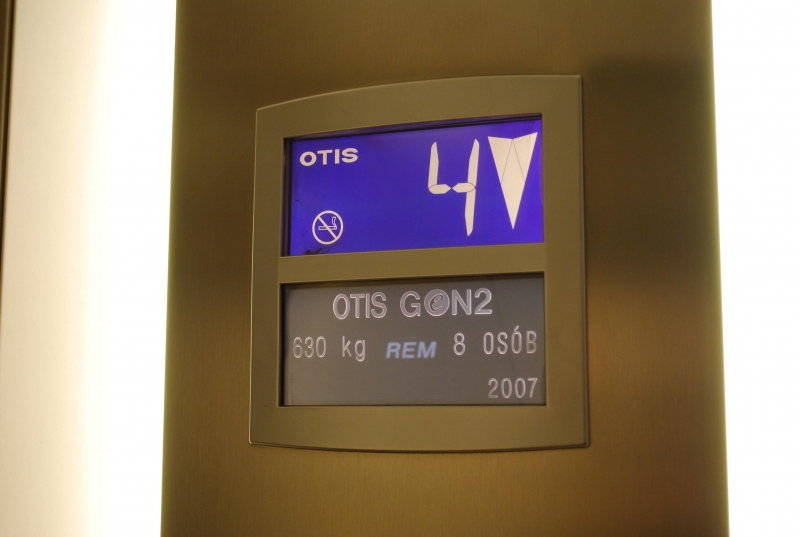 OTIS
4
OTIS GeN2
630 kg REM 8 OSÓB
2007